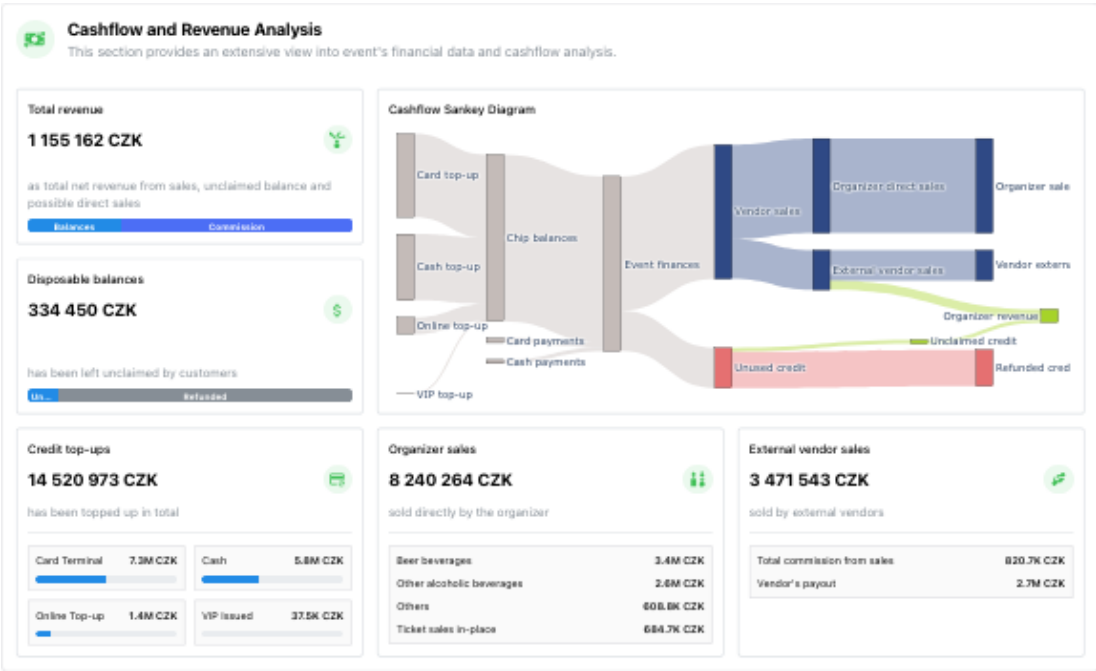 Cashflow and Revenue Analysis
This section provides an extensive view into event's financial data and cashflow analysis.
Total revenue
1 155 162 CZK
as total net revenue from sales, unclaimed balance and
possible direct sales
Balances
Commission
Disposable balances
334 450 CZK
$
has been left unclaimed by customers
Un...
Refunded
Cashflow Sankey Diagram
Card top-up
Cash top-up
Online top-up
VIP top-up
Chip balances
Card payments
Cash payments
Event finances
Vendor sales
Unused credit
Organizer direct sales
External vendor sales
Organizer revenue
Unclaimed credit
Organizer sale
Vendor extern
Refunded cred
Credit top-ups
14 520 973 CZK
has been topped up in total
Card Terminal 7.3M CZK
Cash 5.8M CZK
Online Top-up 1.4M CZK
VIP Issued 37.5K CZK
Organizer sales
8 240 264 CZK
sold directly by the organizer
Beer beverages 3.4M CZK
Other alcoholic beverages 2.6M CZK
Others 608.8K CZK
Ticket sales in-place 684.7K CZK
External vendor sales
3 471 543 CZK
sold by external vendors
Total commission from sales 820.7K CZK
Vendor's payout 2.7M CZK